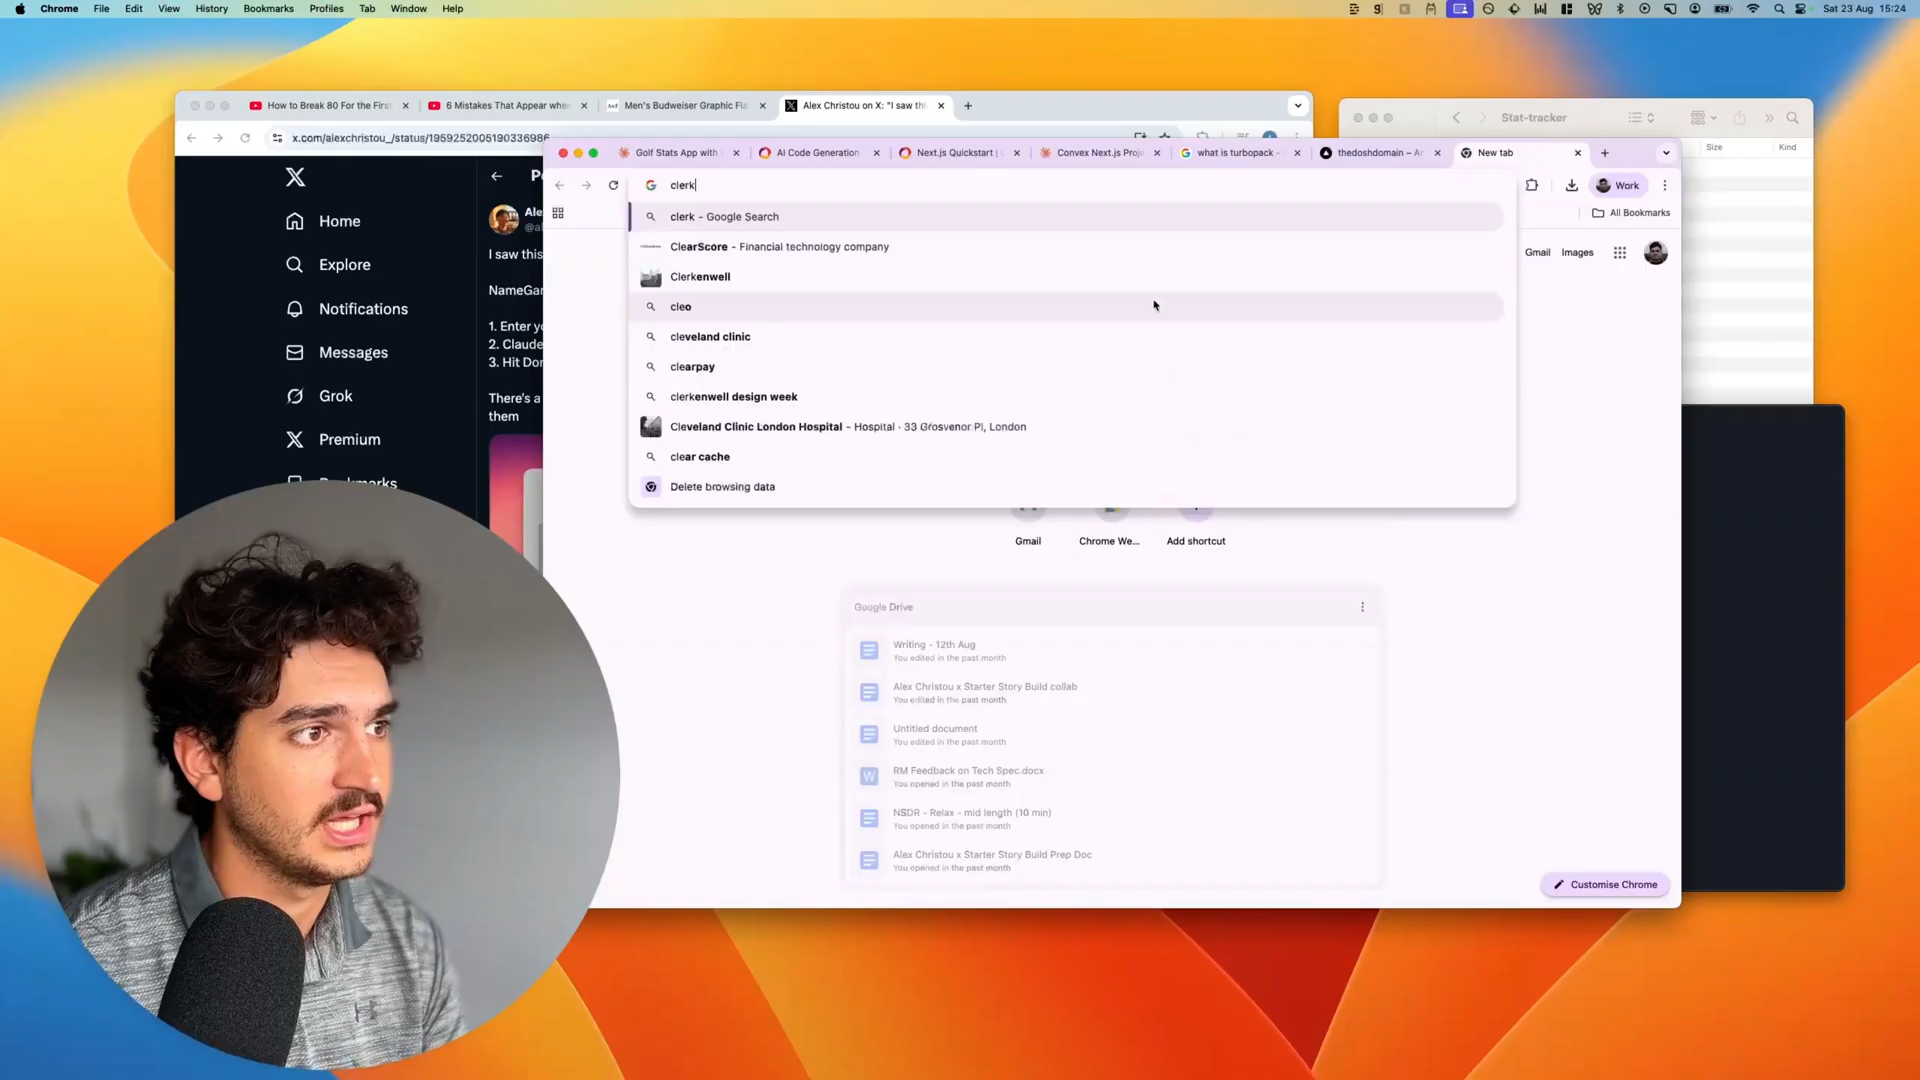 Chrome File Edit View History Bookmarks Profiles Tab Window Help
Sat 23 Aug 15:24
How to Break 80 For the First
6 Mistakes That Appear when
Men's Budweiser Graphic Fla
Alex Christou on X: "I saw thi
Stat-tracker
x.com/alexchristou_/status/1959252005190336986
Size
Kind
Golf Stats App with
AI Code Generation
Next.js Quickstart |
Convex Next.js Proje
what is turbopack -
thedoshdomain – Ar
New tab
clerk
Work
All Bookmarks
Gmail
Images
clerk - Google Search
ClearScore - Financial technology company
Clerkenwell
cleo
cleveland clinic
clearpay
clerkenwell design week
Cleveland Clinic London Hospital - Hospital · 33 Grosvenor Pl, London
clear cache
Delete browsing data
Home
Explore
Notifications
Messages
Grok
Premium
Bookmarks
Ale
I saw this
NameGar
1. Enter yo
2. Claude
3. Hit Dor
There's a
them
Gmail
Chrome We...
Add shortcut
Google Drive
Writing - 12th Aug
You edited in the past month
Alex Christou x Starter Story Build collab
You edited in the past month
Untitled document
You edited in the past month
RM Feedback on Tech Spec.docx
You opened in the past month
NSDR - Relax - mid length (10 min)
You opened in the past month
Alex Christou x Starter Story Build Prep Doc
You opened in the past month
Customise Chrome